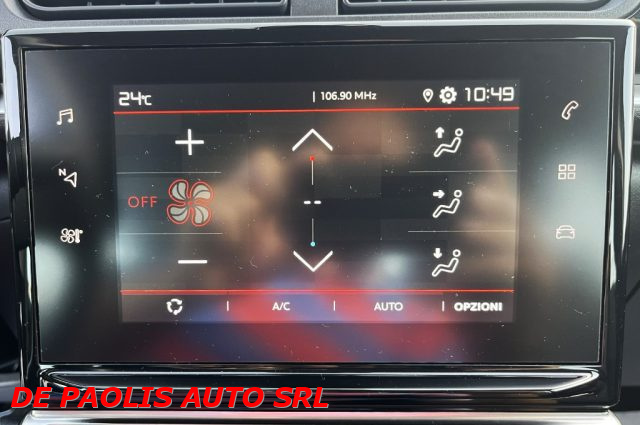 24°C | 106.90 MHz 10:49
N
OFF
--
| A/C | AUTO | OPZIONI
DE PAOLIS AUTO SRL